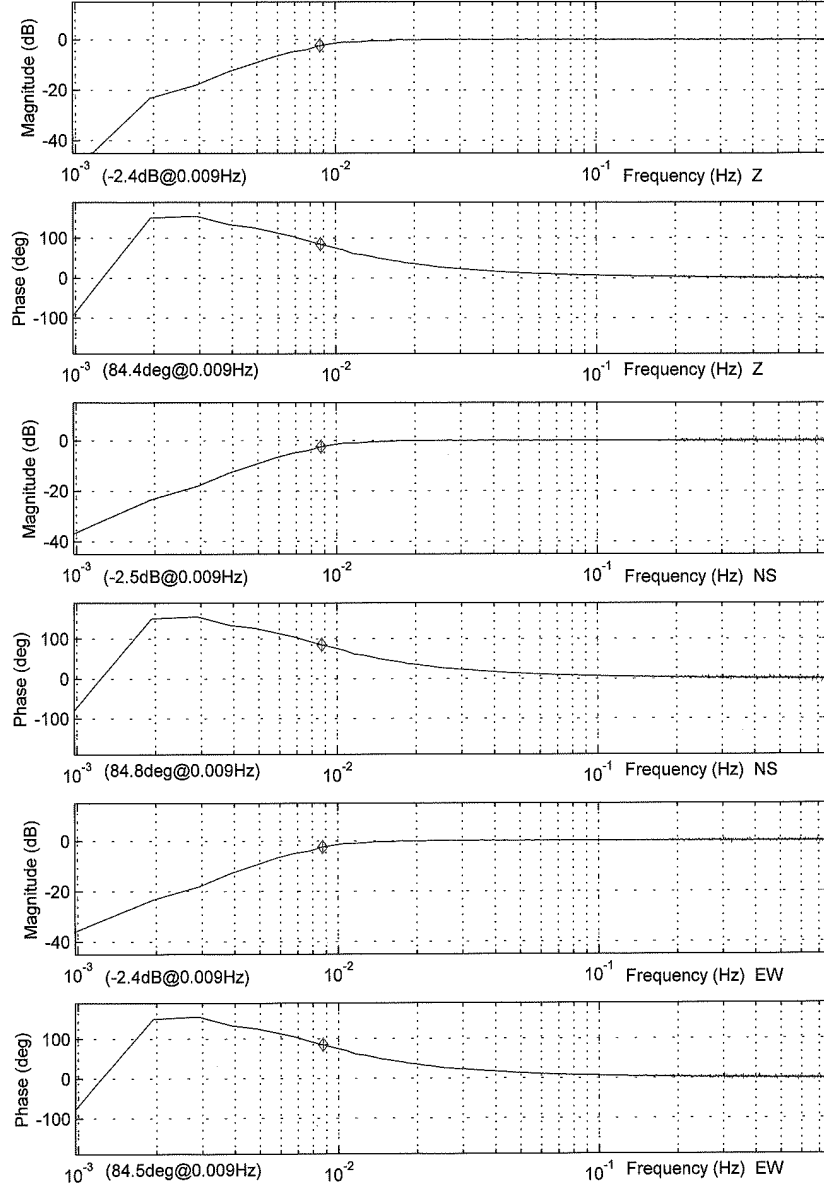 Magnitude (dB)
0
-20
-40
10-3
(-2.4dB@0.009Hz)
10-2
10-1
Frequency (Hz) Z
Phase (deg)
100
0
-100
10-3
(84.4deg@0.009Hz)
10-2
10-1
Frequency (Hz) Z
Magnitude (dB)
0
-20
-40
10-3
(-2.5dB@0.009Hz)
10-2
10-1
Frequency (Hz) NS
Phase (deg)
100
0
-100
10-3
(84.8deg@0.009Hz)
10-2
10-1
Frequency (Hz) NS
Magnitude (dB)
0
-20
-40
10-3
(-2.4dB@0.009Hz)
10-2
10-1
Frequency (Hz) EW
Phase (deg)
100
0
-100
10-3
(84.5deg@0.009Hz)
10-2
10-1
Frequency (Hz) EW